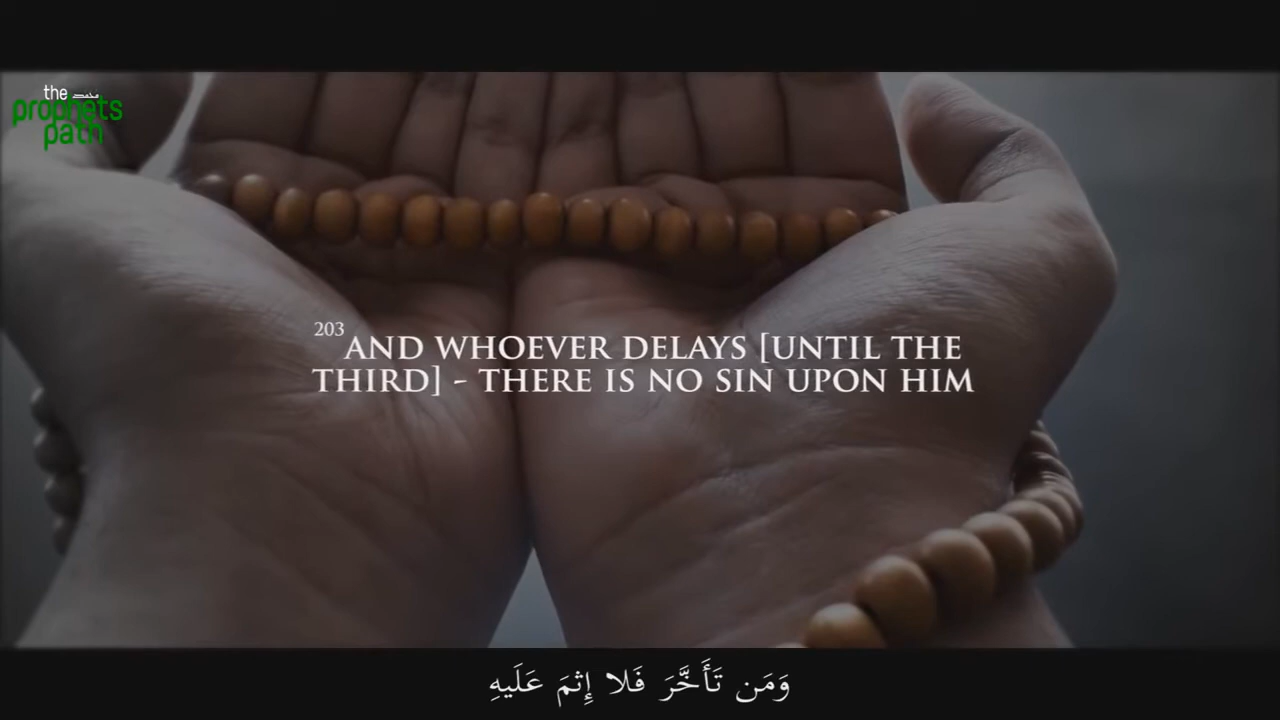 the محمد
prophets
path
203 AND WHOEVER DELAYS [UNTIL THE
THIRD] - THERE IS NO SIN UPON HIM
وَمَن تَأَخَّرَ فَلا إِثمَ عَلَيهِ